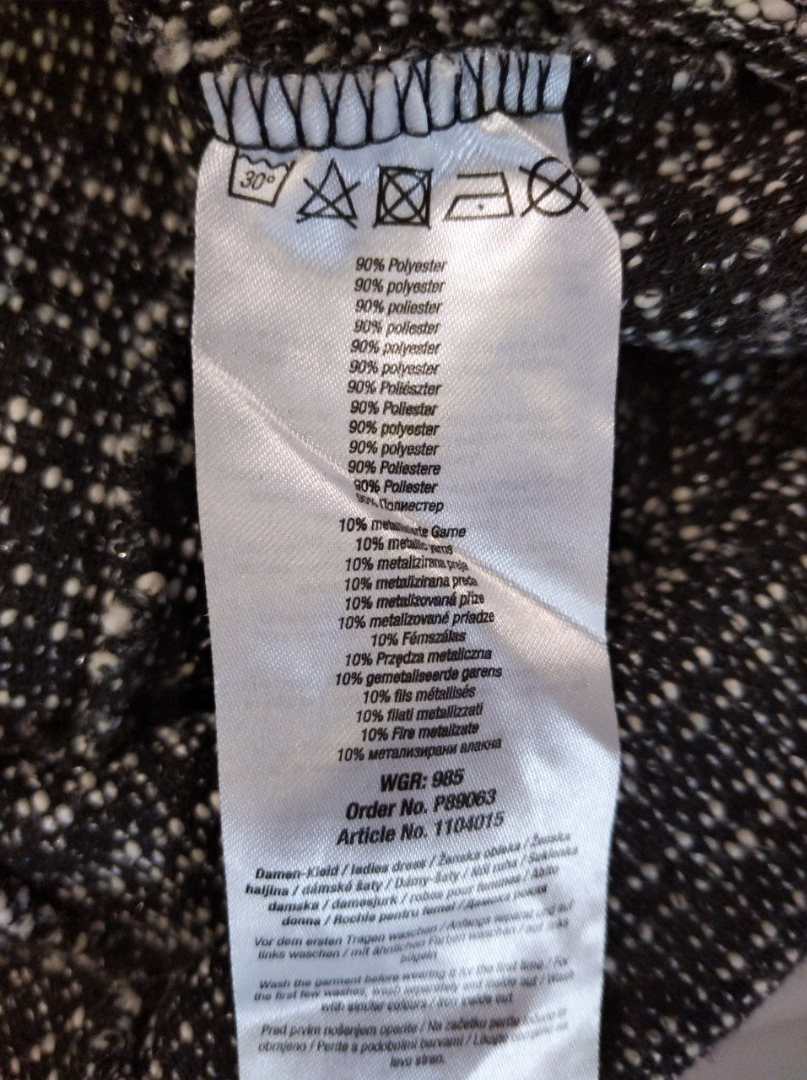 30°
90% Polyester
90% polyester
90% poliester
90% poliester
90% polyester
90% polyester
90% Poliészter
90% Poliester
90% polyester
90% polyester
90% Poliestere
90% Poliester
90% Полиестер
10% metallisierte Garne
10% metallic yarns
10% metalizirana preja
10% metalizirana pređa
10% metalizovaná příze
10% metalizované priadze
10% Fémszálas
10% Przędza metaliczna
10% gemetaliseerde garens
10% fils métallisés
10% filati metallizzati
10% Fire metalizate
10% метализирани влакна
WGR: 985
Order No. P89063
Article No. 1104015
Damen-Kleid / ladies dress / Ženska obleka / Ženska
haljina / dámské šaty / Dámy-šaty / Női ruha / Sukienka
damska / damesjurk / robes pour femmes / Abito
donna / Rochie pentru femei / Дамска рокля
Vor dem ersten Tragen waschen / Anfangs separat und auf
links waschen / mit ähnlichen Farben waschen / auf links
bügeln
Wash the garment before wearing it for the first time / For
the first few washes, wash separately and inside out / Wash
with similar colours / Iron inside out
Pred prvim nošenjem operite / Na začetku perite ločeno in
obrnjeno / Perite s podobnimi barvami / Likajte obrnjeno na
levo stran.